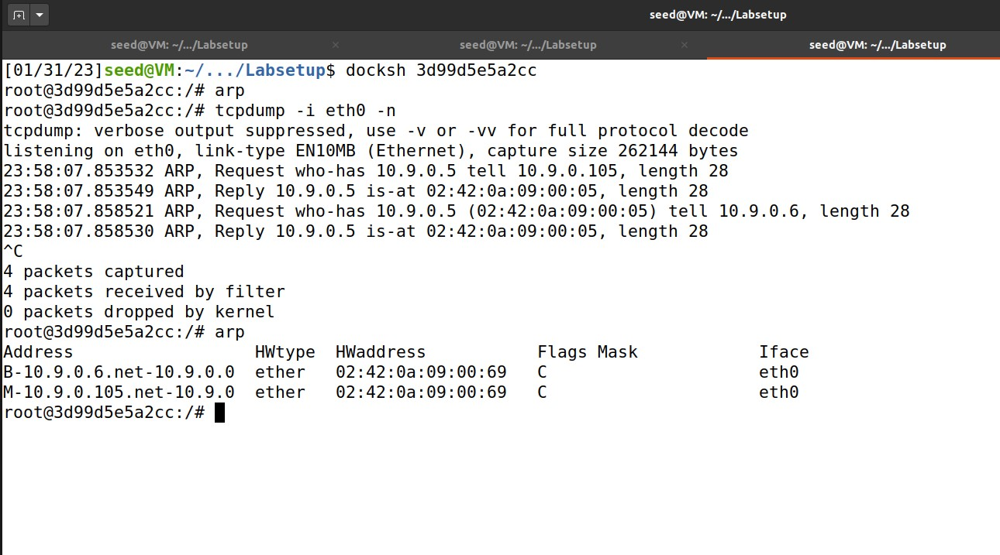 seed@VM: ~/.../Labsetup
seed@VM: ~/.../Labsetup × seed@VM: ~/.../Labsetup × seed@VM: ~/.../Labsetup
[01/31/23]seed@VM:~/.../Labsetup$ docksh 3d99d5e5a2cc
root@3d99d5e5a2cc:/# arp
root@3d99d5e5a2cc:/# tcpdump -i eth0 -n
tcpdump: verbose output suppressed, use -v or -vv for full protocol decode
listening on eth0, link-type EN10MB (Ethernet), capture size 262144 bytes
23:58:07.853532 ARP, Request who-has 10.9.0.5 tell 10.9.0.105, length 28
23:58:07.853549 ARP, Reply 10.9.0.5 is-at 02:42:0a:09:00:05, length 28
23:58:07.858521 ARP, Request who-has 10.9.0.5 (02:42:0a:09:00:05) tell 10.9.0.6, length 28
23:58:07.858530 ARP, Reply 10.9.0.5 is-at 02:42:0a:09:00:05, length 28
^C
4 packets captured
4 packets received by filter
0 packets dropped by kernel
root@3d99d5e5a2cc:/# arp
Address                  HWtype  HWaddress           Flags Mask            Iface
B-10.9.0.6.net-10.9.0.0  ether   02:42:0a:09:00:69   C                     eth0
M-10.9.0.105.net-10.9.0  ether   02:42:0a:09:00:69   C                     eth0
root@3d99d5e5a2cc:/#